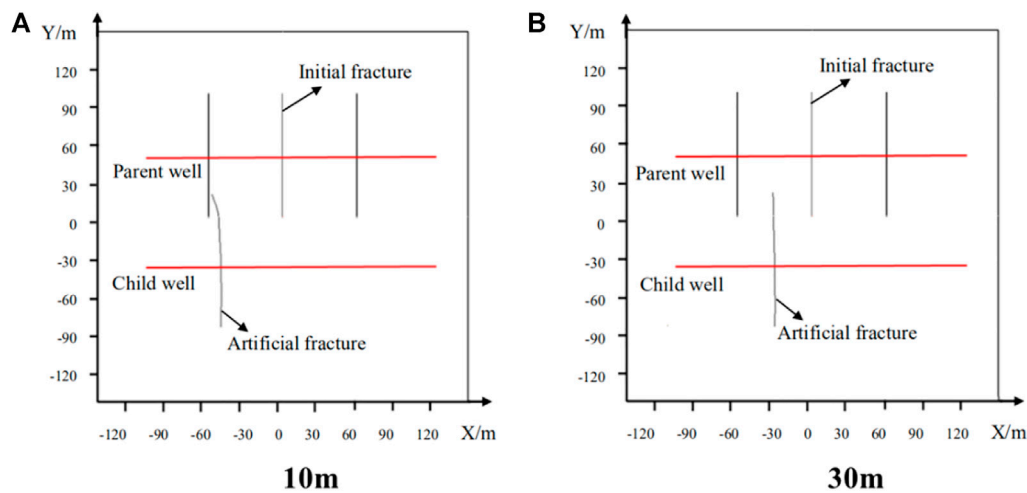 A
Y/m
120
90
60
30
0
-30
-60
-90
-120
Initial fracture
Parent well
Child well
Artificial fracture
-120 -90 -60 -30 0 30 60 90 120 X/m
10m
B
Y/m
120
90
60
30
0
-30
-60
-90
-120
Initial fracture
Parent well
Child well
Artificial fracture
-120 -90 -60 -30 0 30 60 90 120 X/m
30m